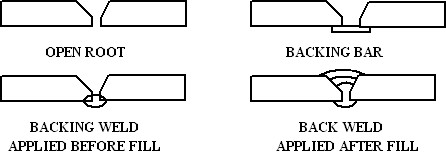 OPEN ROOT
BACKING BAR
BACKING WELD
APPLIED BEFORE FILL
BACK WELD
APPLIED AFTER FILL